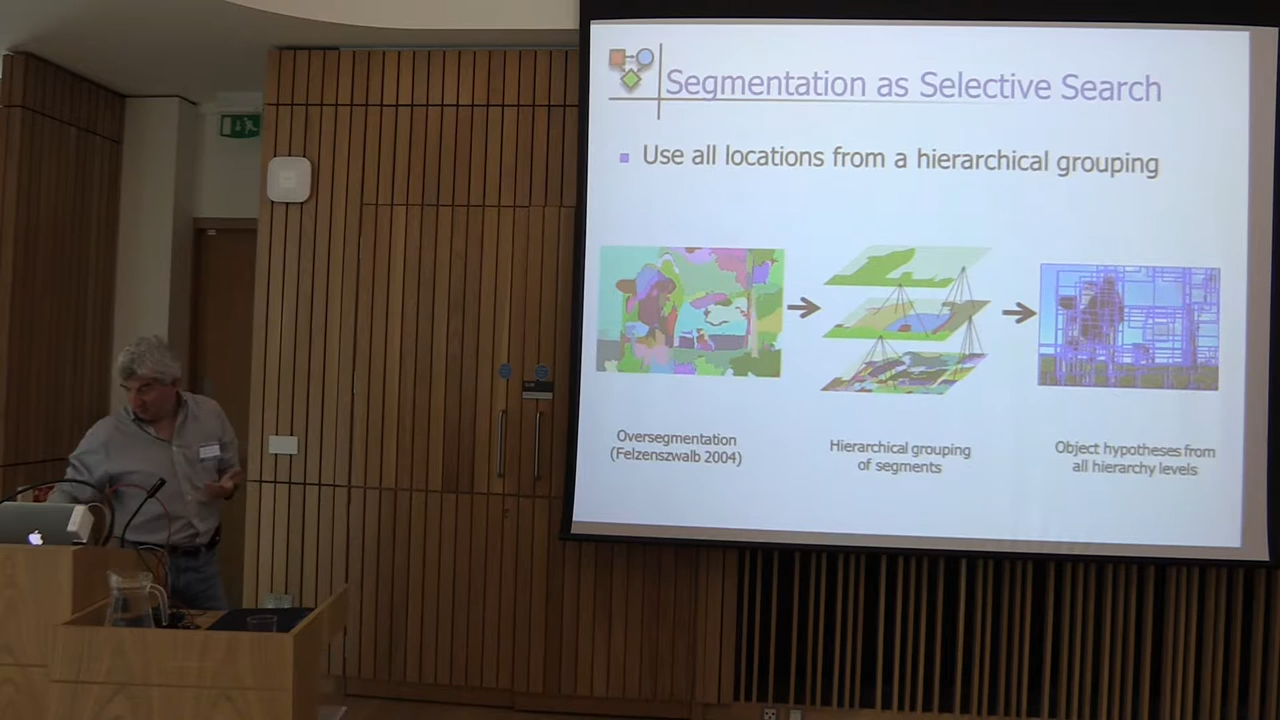 Segmentation as Selective Search
Use all locations from a hierarchical grouping
Oversegmentation
(Felzenszwalb 2004)
Hierarchical grouping
of segments
Object hypotheses from
all hierarchy levels